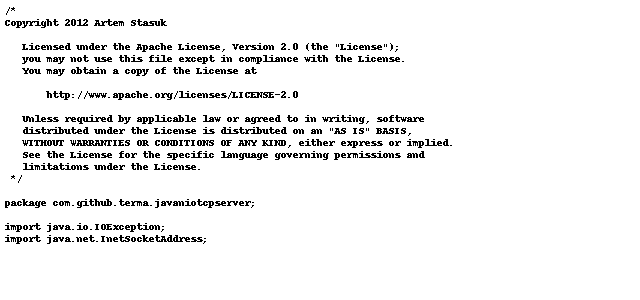 /*
Copyright 2012 Artem Stasuk

   Licensed under the Apache License, Version 2.0 (the "License");
   you may not use this file except in compliance with the License.
   You may obtain a copy of the License at

       http://www.apache.org/licenses/LICENSE-2.0

   Unless required by applicable law or agreed to in writing, software
   distributed under the License is distributed on an "AS IS" BASIS,
   WITHOUT WARRANTIES OR CONDITIONS OF ANY KIND, either express or implied.
   See the License for the specific language governing permissions and
   limitations under the License.
 */

package com.github.terma.javaniotcpserver;

import java.io.IOException;
import java.net.InetSocketAddress;